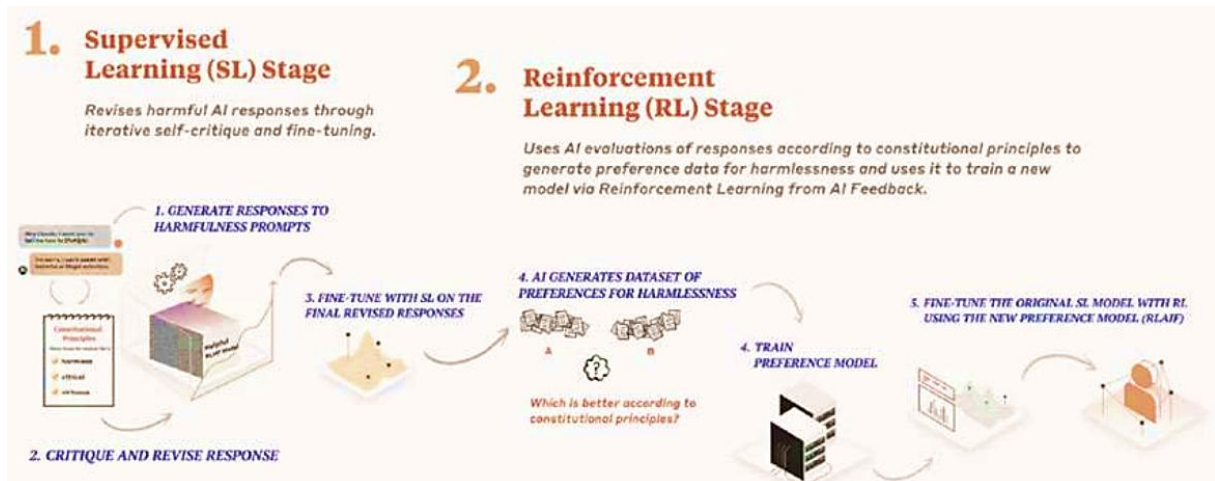 1.
Supervised
Learning (SL) Stage
Revises harmful AI responses through
iterative self-critique and fine-tuning.
2.
Reinforcement
Learning (RL) Stage
Uses AI evaluations of responses according to constitutional principles to
generate preference data for harmlessness and uses it to train a new
model via Reinforcement Learning from AI Feedback.
1. GENERATE RESPONSES TO
HARMFULNESS PROMPTS
Constitutional
Principles
Helpful
RLHF Model
2. CRITIQUE AND REVISE RESPONSE
3. FINE-TUNE WITH SL ON THE
FINAL REVISED RESPONSES
4. AI GENERATES DATASET OF
PREFERENCES FOR HARMLESSNESS
A
B
?
Which is better according to
constitutional principles?
4. TRAIN
PREFERENCE MODEL
5. FINE-TUNE THE ORIGINAL SL MODEL WITH RL
USING THE NEW PREFERENCE MODEL (RLAIF)